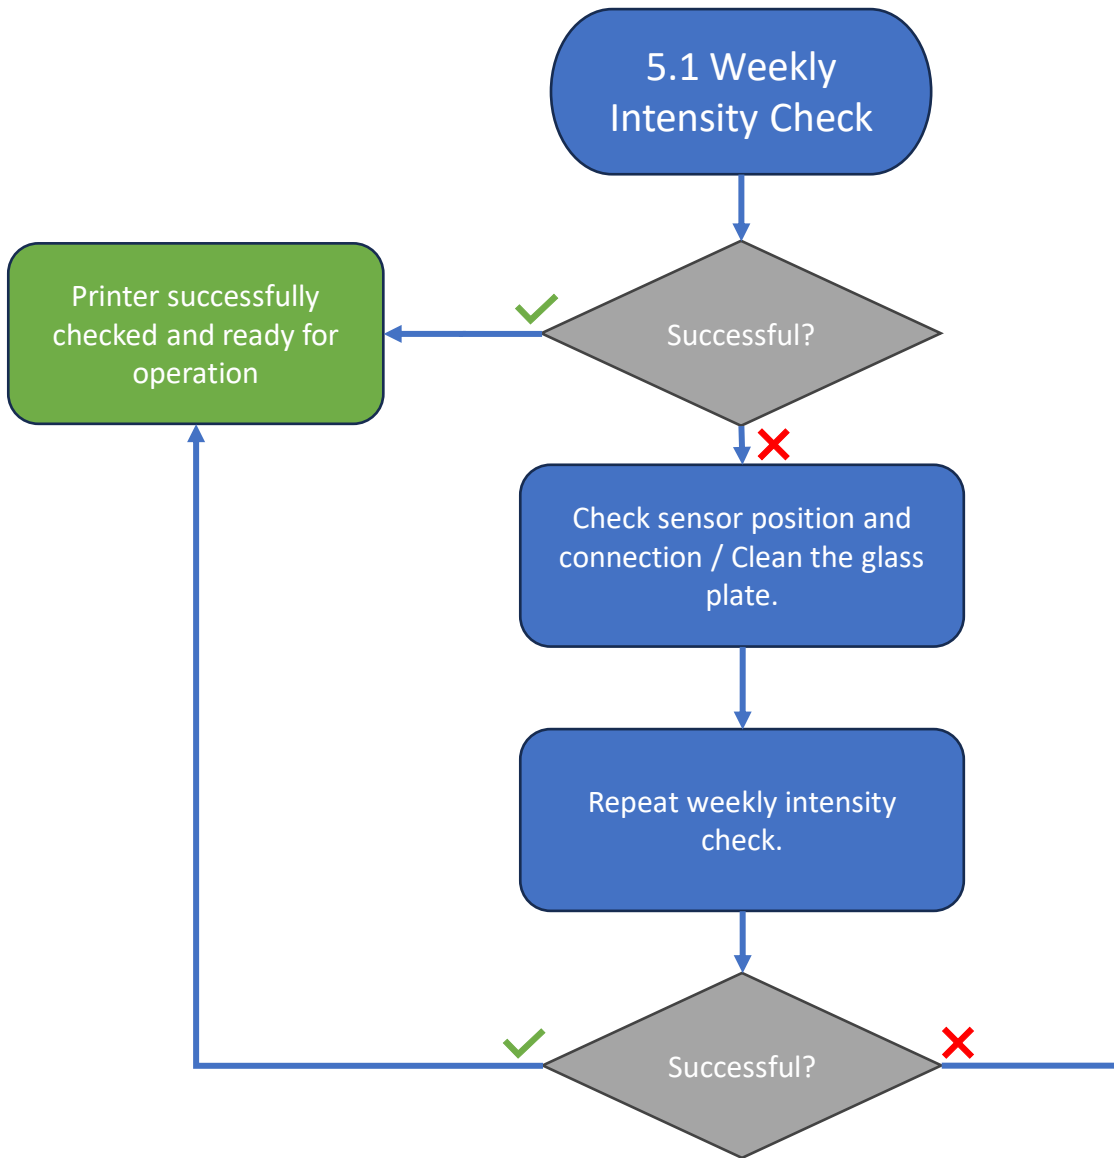 5.1 Weekly
Intensity Check
Printer successfully
checked and ready for
operation
Successful?
Check sensor position and
connection / Clean the glass
plate.
Repeat weekly intensity
check.
Successful?